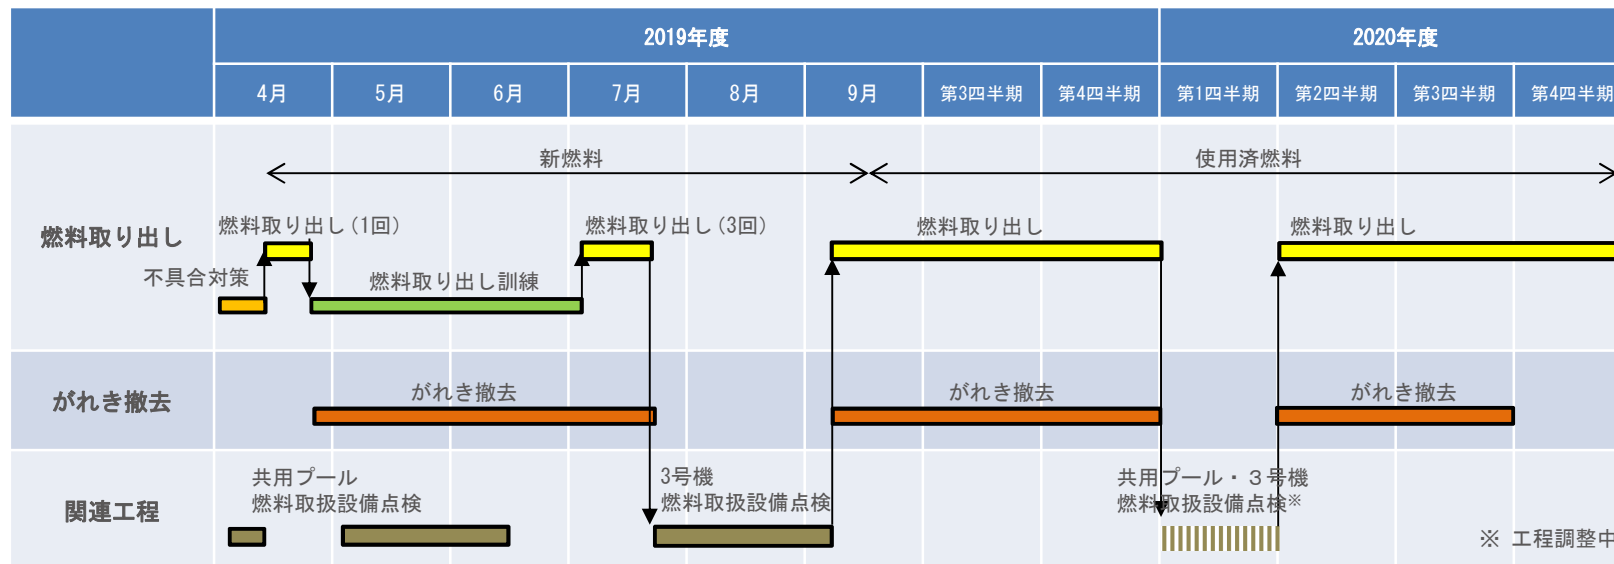 2019年度
2020年度
4月
5月
6月
7月
8月
9月
第3四半期
第4四半期
第1四半期
第2四半期
第3四半期
第4四半期
新燃料
使用済燃料
燃料取り出し
燃料取り出し(1回)
燃料取り出し(3回)
燃料取り出し
燃料取り出し
不具合対策
燃料取り出し訓練
がれき撤去
がれき撤去
がれき撤去
がれき撤去
関連工程
共用プール
燃料取扱設備点検
3号機
燃料取扱設備点検
共用プール・３号機
燃料取扱設備点検※
※ 工程調整中